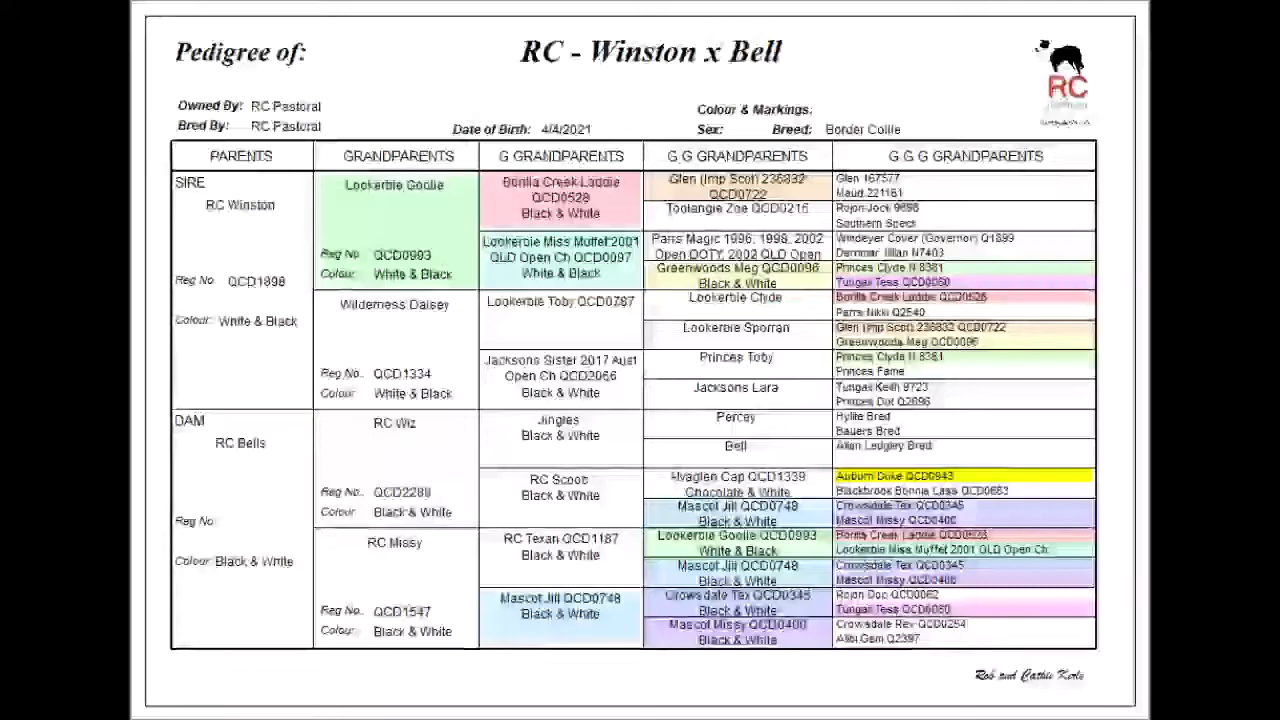 Pedigree of: RC - Winston x Bell
RC
Owned By: RC Pastoral
Colour & Markings:
Bred By: RC Pastoral
Date of Birth: 4/4/2021
Sex: Breed: Border Collie
PARENTS GRANDPARENTS G GRANDPARENTS G G GRANDPARENTS G G G GRANDPARENTS
SIRE
RC Winston
Reg No QCD1898
Colour: White & Black
DAM
RC Bells
Reg No
Colour: Black & White
Lookerbie Goolie
Reg No. QCD0993
Colour: White & Black
Wilderness Daisey
Reg No. QCD1334
Colour: White & Black
RC Wiz
Reg No. QCD2280
Colour: Black & White
RC Missy
Reg No. QCD1547
Colour: Black & White
Borilla Creek Laddie
QCD0528
Black & White
Lookerbie Miss Muffet 2001
QLD Open Ch QCD0097
White & Black
Lookerbie Toby QCD0787
Jacksons Sister 2017 Aust
Open Ch QCD2066
Black & White
Jingles
Black & White
RC Scoob
Black & White
RC Texan QCD1187
Black & White
Mascot Jill QCD0748
Black & White
Glen (Imp Scot) 236832
QCD0722
Toolangie Zoe QCD0216
Parrs Magic 1996, 1998, 2002
Open DOTY, 2002 QLD Open
Greenwoods Meg QCD0096
Black & White
Lookerbie Clyde
Lookerbie Sporran
Princes Toby
Jacksons Lara
Percey
Bell
Alvaglen Cap QCD1339
Chocolate & White
Mascot Jill QCD0748
Black & White
Lookerbie Goolie QCD0993
White & Black
Mascot Jill QCD0748
Black & White
Crowsdale Tex QCD0345
Black & White
Mascot Missy QCD0400
Black & White
Glen 167577
Maud 221161
Rojon Jock 9698
Southern Speck
Windeyer Cover (Governor) Q1899
Princes Clyde II 8381
Tungas Tess QCD0050
Borilla Creek Laddie QCD0528
Parrs Nikki Q2540
Glen (Imp Scot) 236832 QCD0722
Greenwoods Meg QCD0096
Princes Clyde II 8381
Princes Fame
Tungas Keith 9723
Princes Dot Q2696
Hylite Bred
Bauers Bred
Allan Ledgley Bred
Auburn Duke QCD0943
Blackbrook Bonnie Lass QCD0663
Crowsdale Tex QCD0345
Mascot Missy QCD0400
Borilla Creek Laddie QCD0528
Lookerbie Miss Muffet 2001 QLD Open Ch
Crowsdale Tex QCD0345
Mascot Missy QCD0400
Rojon Doc QCD0062
Tungas Tess QCD0050
Crowsdale Rev QCD0254
Alibi Gem Q2397
Rob and Cathie Kerle